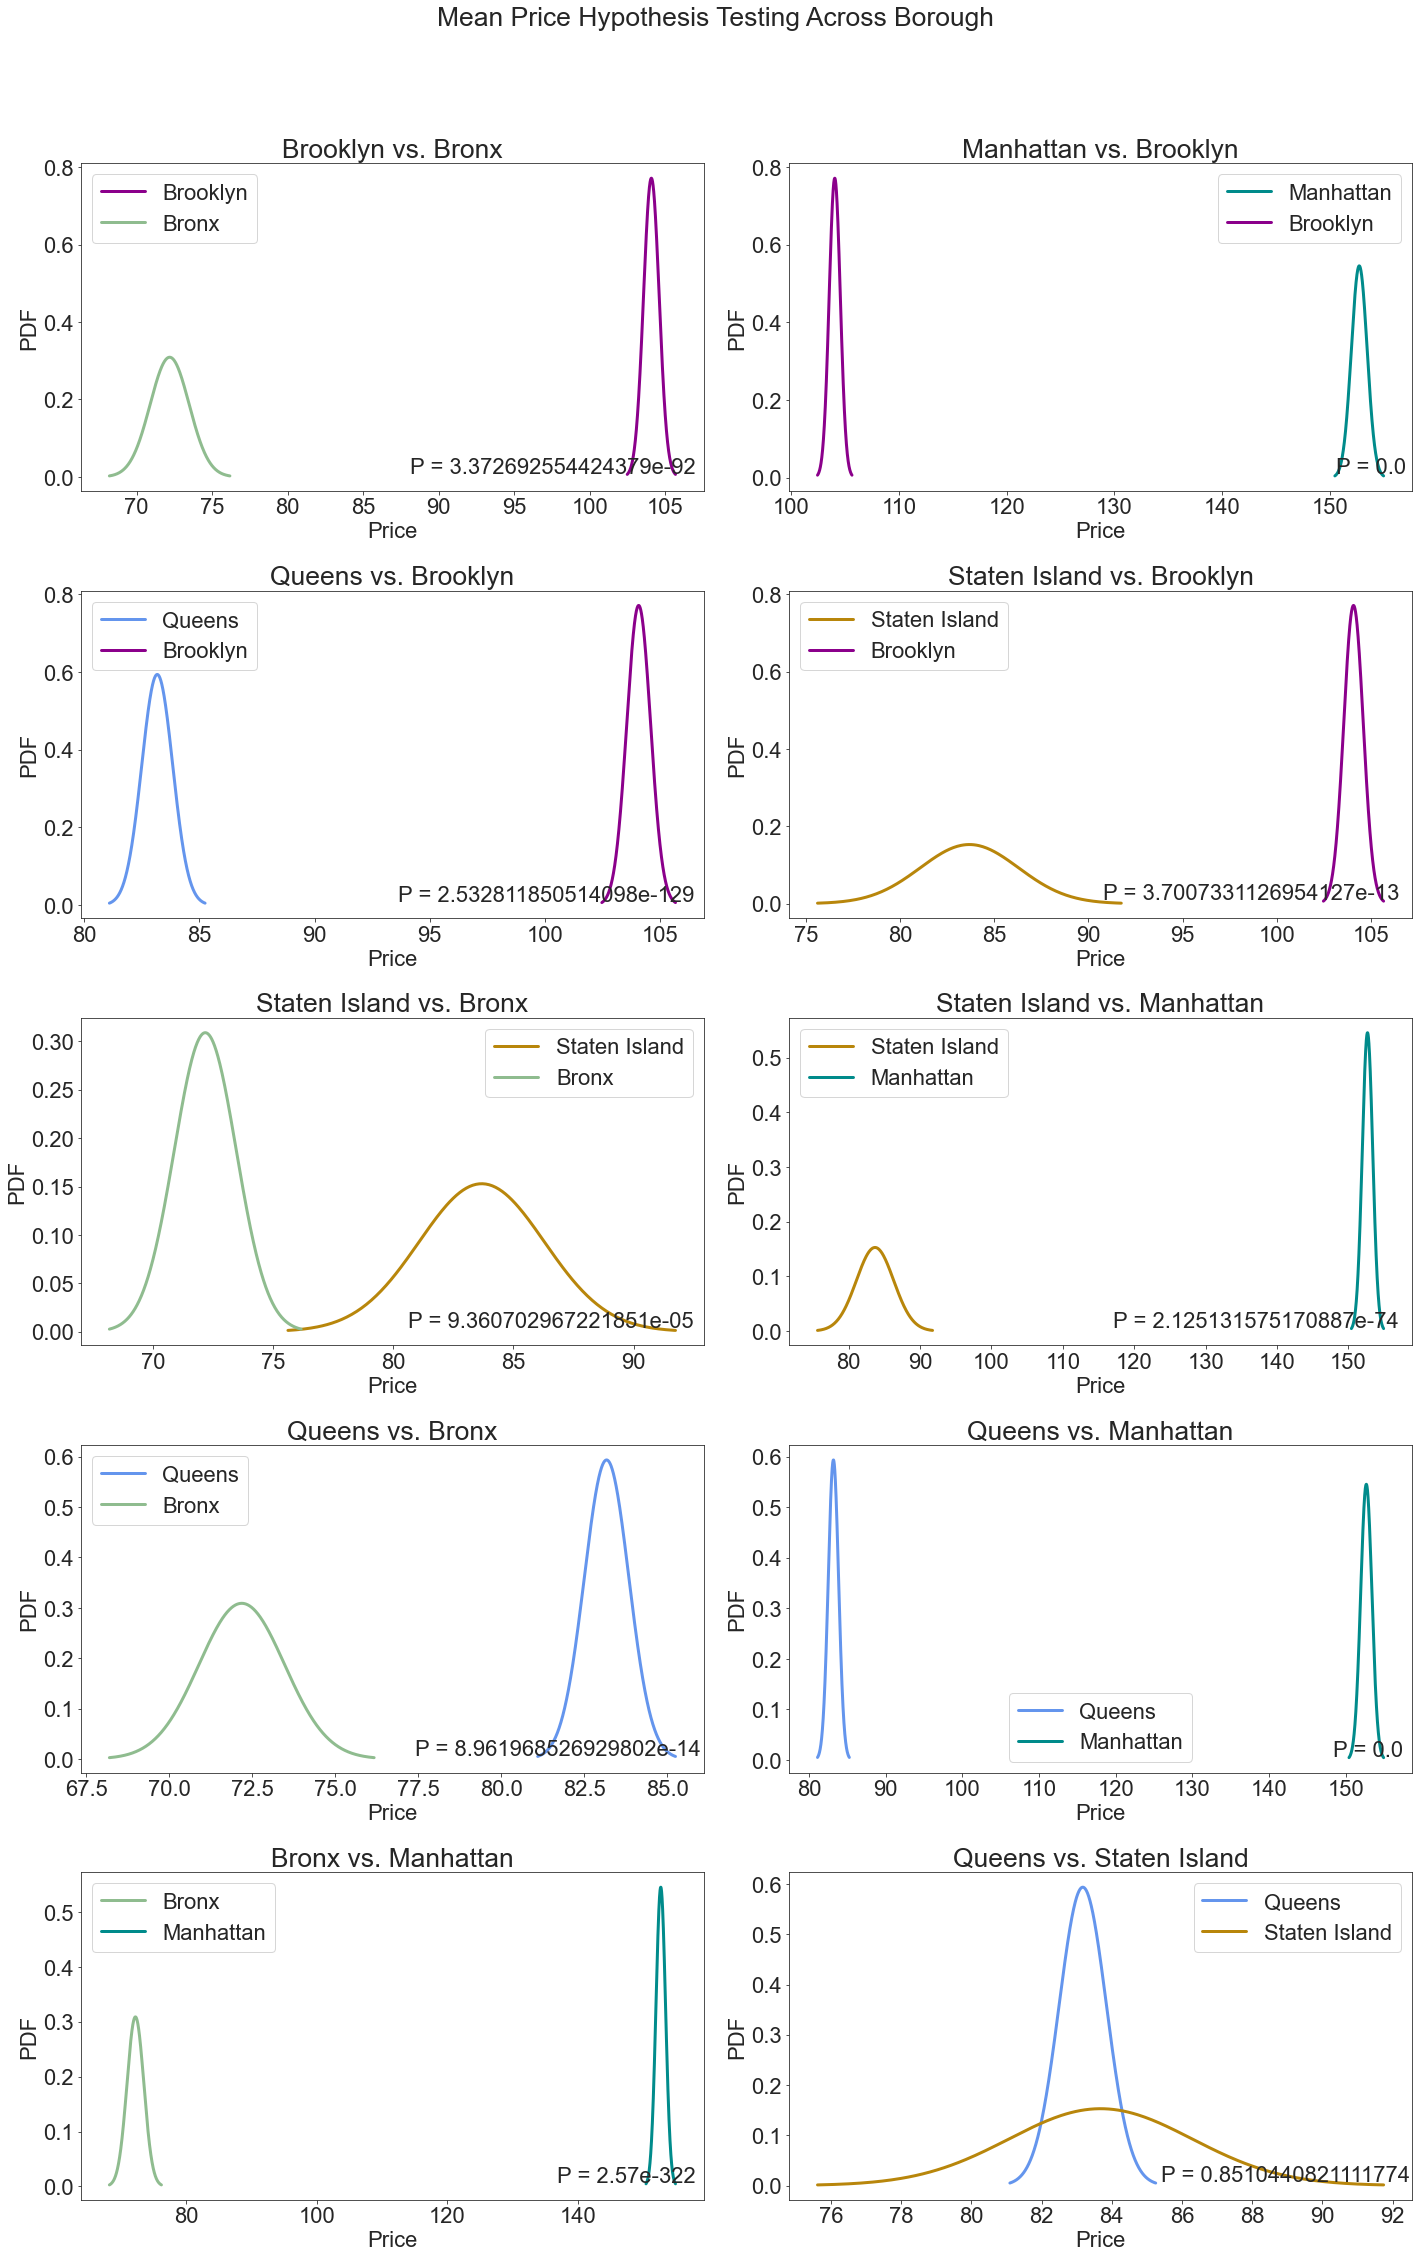 Mean Price Hypothesis Testing Across Borough
Brooklyn vs. Bronx
0.8
0.6
0.4
0.2
0.0
PDF
Brooklyn
Bronx
P = 3.372692554424379e-92
70 75 80 85 90 95 100 105
Price
Manhattan vs. Brooklyn
0.8
0.6
0.4
0.2
0.0
PDF
Manhattan
Brooklyn
P = 0.0
100 110 120 130 140 150
Price
Queens vs. Brooklyn
0.8
0.6
0.4
0.2
0.0
PDF
Queens
Brooklyn
P = 2.532811850514098e-129
80 85 90 95 100 105
Price
Staten Island vs. Brooklyn
0.8
0.6
0.4
0.2
0.0
PDF
Staten Island
Brooklyn
P = 3.7007331126954127e-13
75 80 85 90 95 100 105
Price
Staten Island vs. Bronx
0.30
0.25
0.20
0.15
0.10
0.05
0.00
PDF
Staten Island
Bronx
P = 9.360702967221851e-05
70 75 80 85 90
Price
Staten Island vs. Manhattan
0.5
0.4
0.3
0.2
0.1
0.0
PDF
Staten Island
Manhattan
P = 2.125131575170887e-74
80 90 100 110 120 130 140 150
Price
Queens vs. Bronx
0.6
0.5
0.4
0.3
0.2
0.1
0.0
PDF
Queens
Bronx
P = 8.961968526929802e-14
67.5 70.0 72.5 75.0 77.5 80.0 82.5 85.0
Price
Queens vs. Manhattan
0.6
0.5
0.4
0.3
0.2
0.1
0.0
PDF
Queens
Manhattan
P = 0.0
80 90 100 110 120 130 140 150
Price
Bronx vs. Manhattan
0.5
0.4
0.3
0.2
0.1
0.0
PDF
Bronx
Manhattan
P = 2.57e-322
80 100 120 140
Price
Queens vs. Staten Island
0.6
0.5
0.4
0.3
0.2
0.1
0.0
PDF
Queens
Staten Island
P = 0.8510440821111774
76 78 80 82 84 86 88 90 92
Price